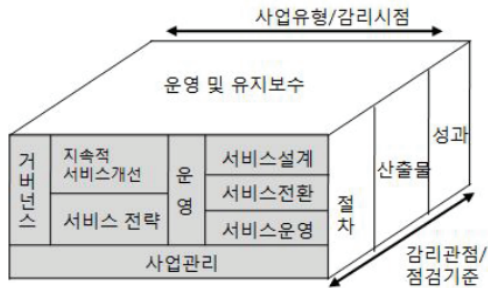 사업유형/감리시점
운영 및 유지보수
거버넌스
지속적
서비스개선
서비스 전략
운영
서비스설계
서비스전환
서비스운영
사업관리
절차
산출물
성과
감리관점/
점검기준